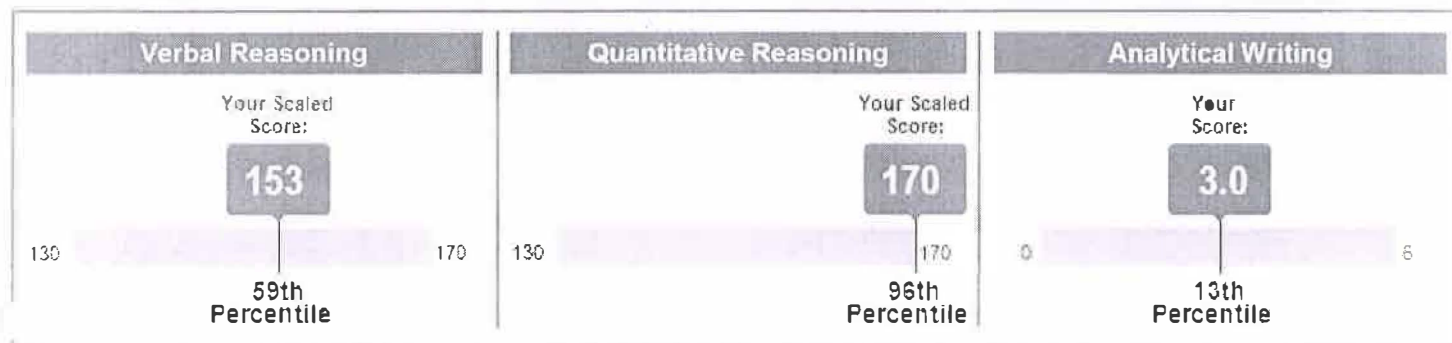 Verbal Reasoning
Your Scaled
Score:
153
130
170
59th
Percentile
Quantitative Reasoning
Your Scaled
Score:
170
130
170
96th
Percentile
Analytical Writing
Your
Score:
3.0
0
6
13th
Percentile